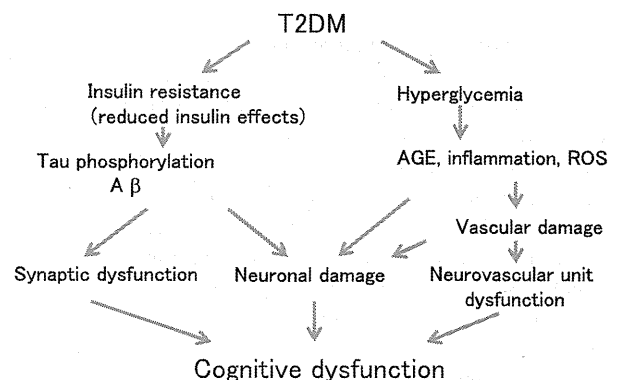 T2DM
Insulin resistance
(reduced insulin effects)
Hyperglycemia
Tau phosphorylation
A β
AGE, inflammation, ROS
Vascular damage
Synaptic dysfunction
Neuronal damage
Neurovascular unit
dysfunction
Cognitive dysfunction